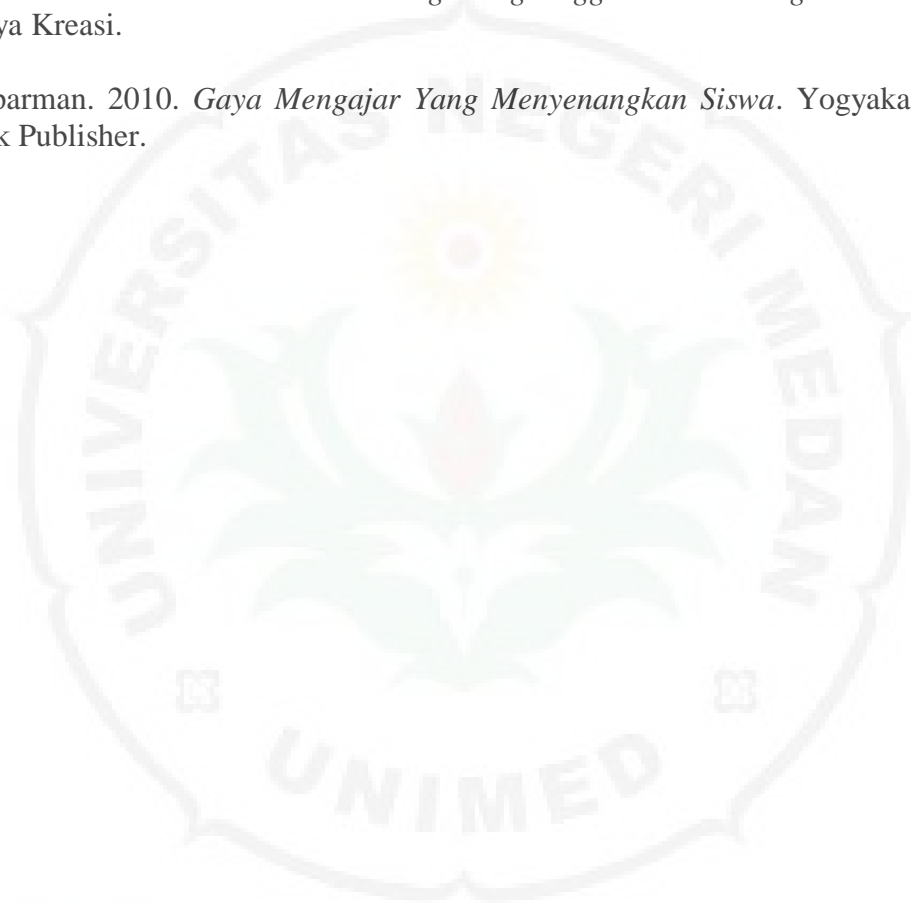 ya Kreasi.
parman. 2010. Gaya Mengajar Yang Menyenangkan Siswa. Yogyaka
k Publisher.
UNIVERSITAS NEGERI MEDAN
UNIMED